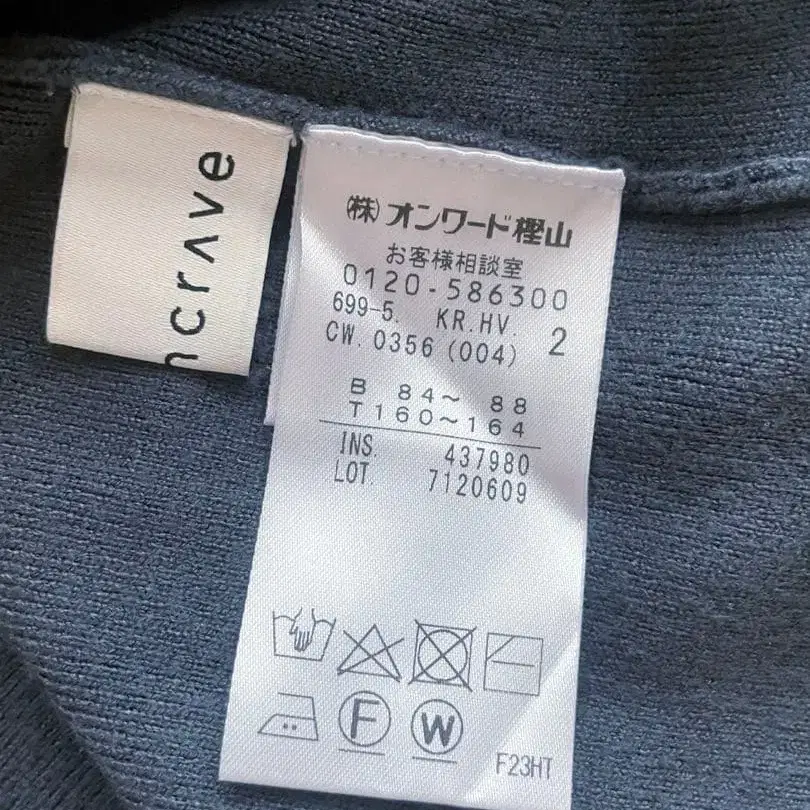 ncrʌve
(株)オンワード樫山
お客様相談室
0120-586300
699-5. KR.HV. 2
CW. 0356 (004)
B 84～ 88
T160～164
INS. 437980
LOT. 7120609
F
W
F23HT